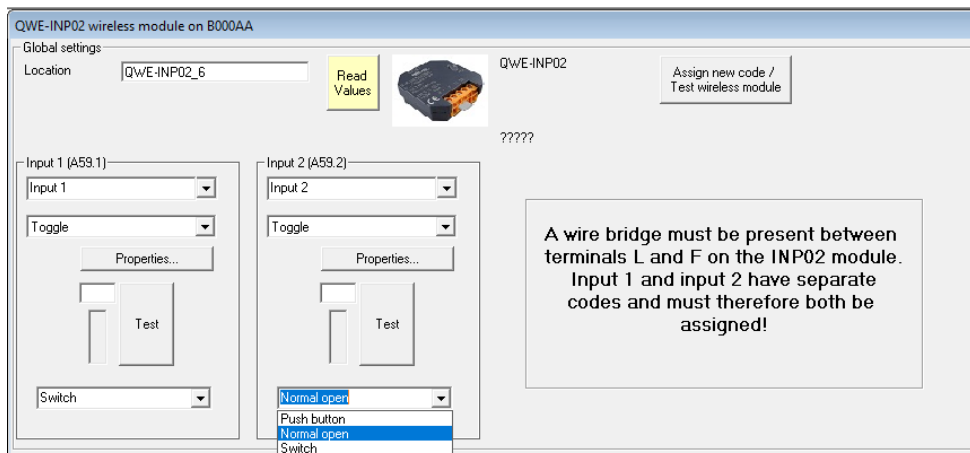 QWE-INP02 wireless module on B000AA
Global settings
Location
QWE-INP02_6
Read
Values
QWE-INP02
Assign new code /
Test wireless module
?????
Input 1 (A59.1)
Input 1
Toggle
Properties...
Test
Switch
Input 2 (A59.2)
Input 2
Toggle
Properties...
Test
Normal open
Push button
Normal open
Switch
A wire bridge must be present between
terminals L and F on the INP02 module.
Input 1 and input 2 have separate
codes and must therefore both be
assigned!